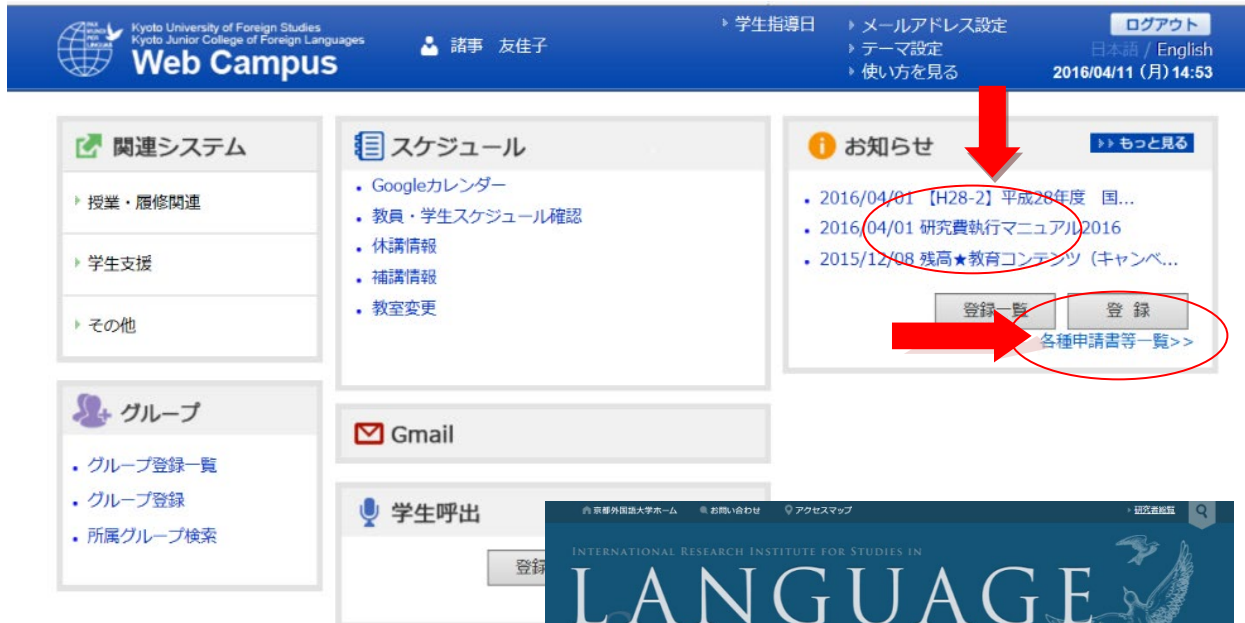 Kyoto University of Foreign Studies
Kyoto Junior College of Foreign Languages
Web Campus
諸事 友佳子
学生指導日
メールアドレス設定
テーマ設定
使い方を見る
ログアウト
日本語 / English
2016/04/11 (月) 14:53
関連システム
授業・履修関連
学生支援
その他
グループ
グループ登録一覧
グループ登録
所属グループ検索
スケジュール
Googleカレンダー
教員・学生スケジュール確認
休講情報
補講情報
教室変更
Gmail
学生呼出
登録
お知らせ
もっと見る
2016/04/01 【H28-2】平成28年度 国...
2016/04/01 研究費執行マニュアル2016
2015/12/08 残高★教育コンテンツ（キャンペ...
登録一覧
登 録
各種申請書等一覧>>
京都外国語大学ホーム
お問い合わせ
アクセスマップ
研究者総覧
INTERNATIONAL RESEARCH INSTITUTE FOR STUDIES IN
LANGUAGE